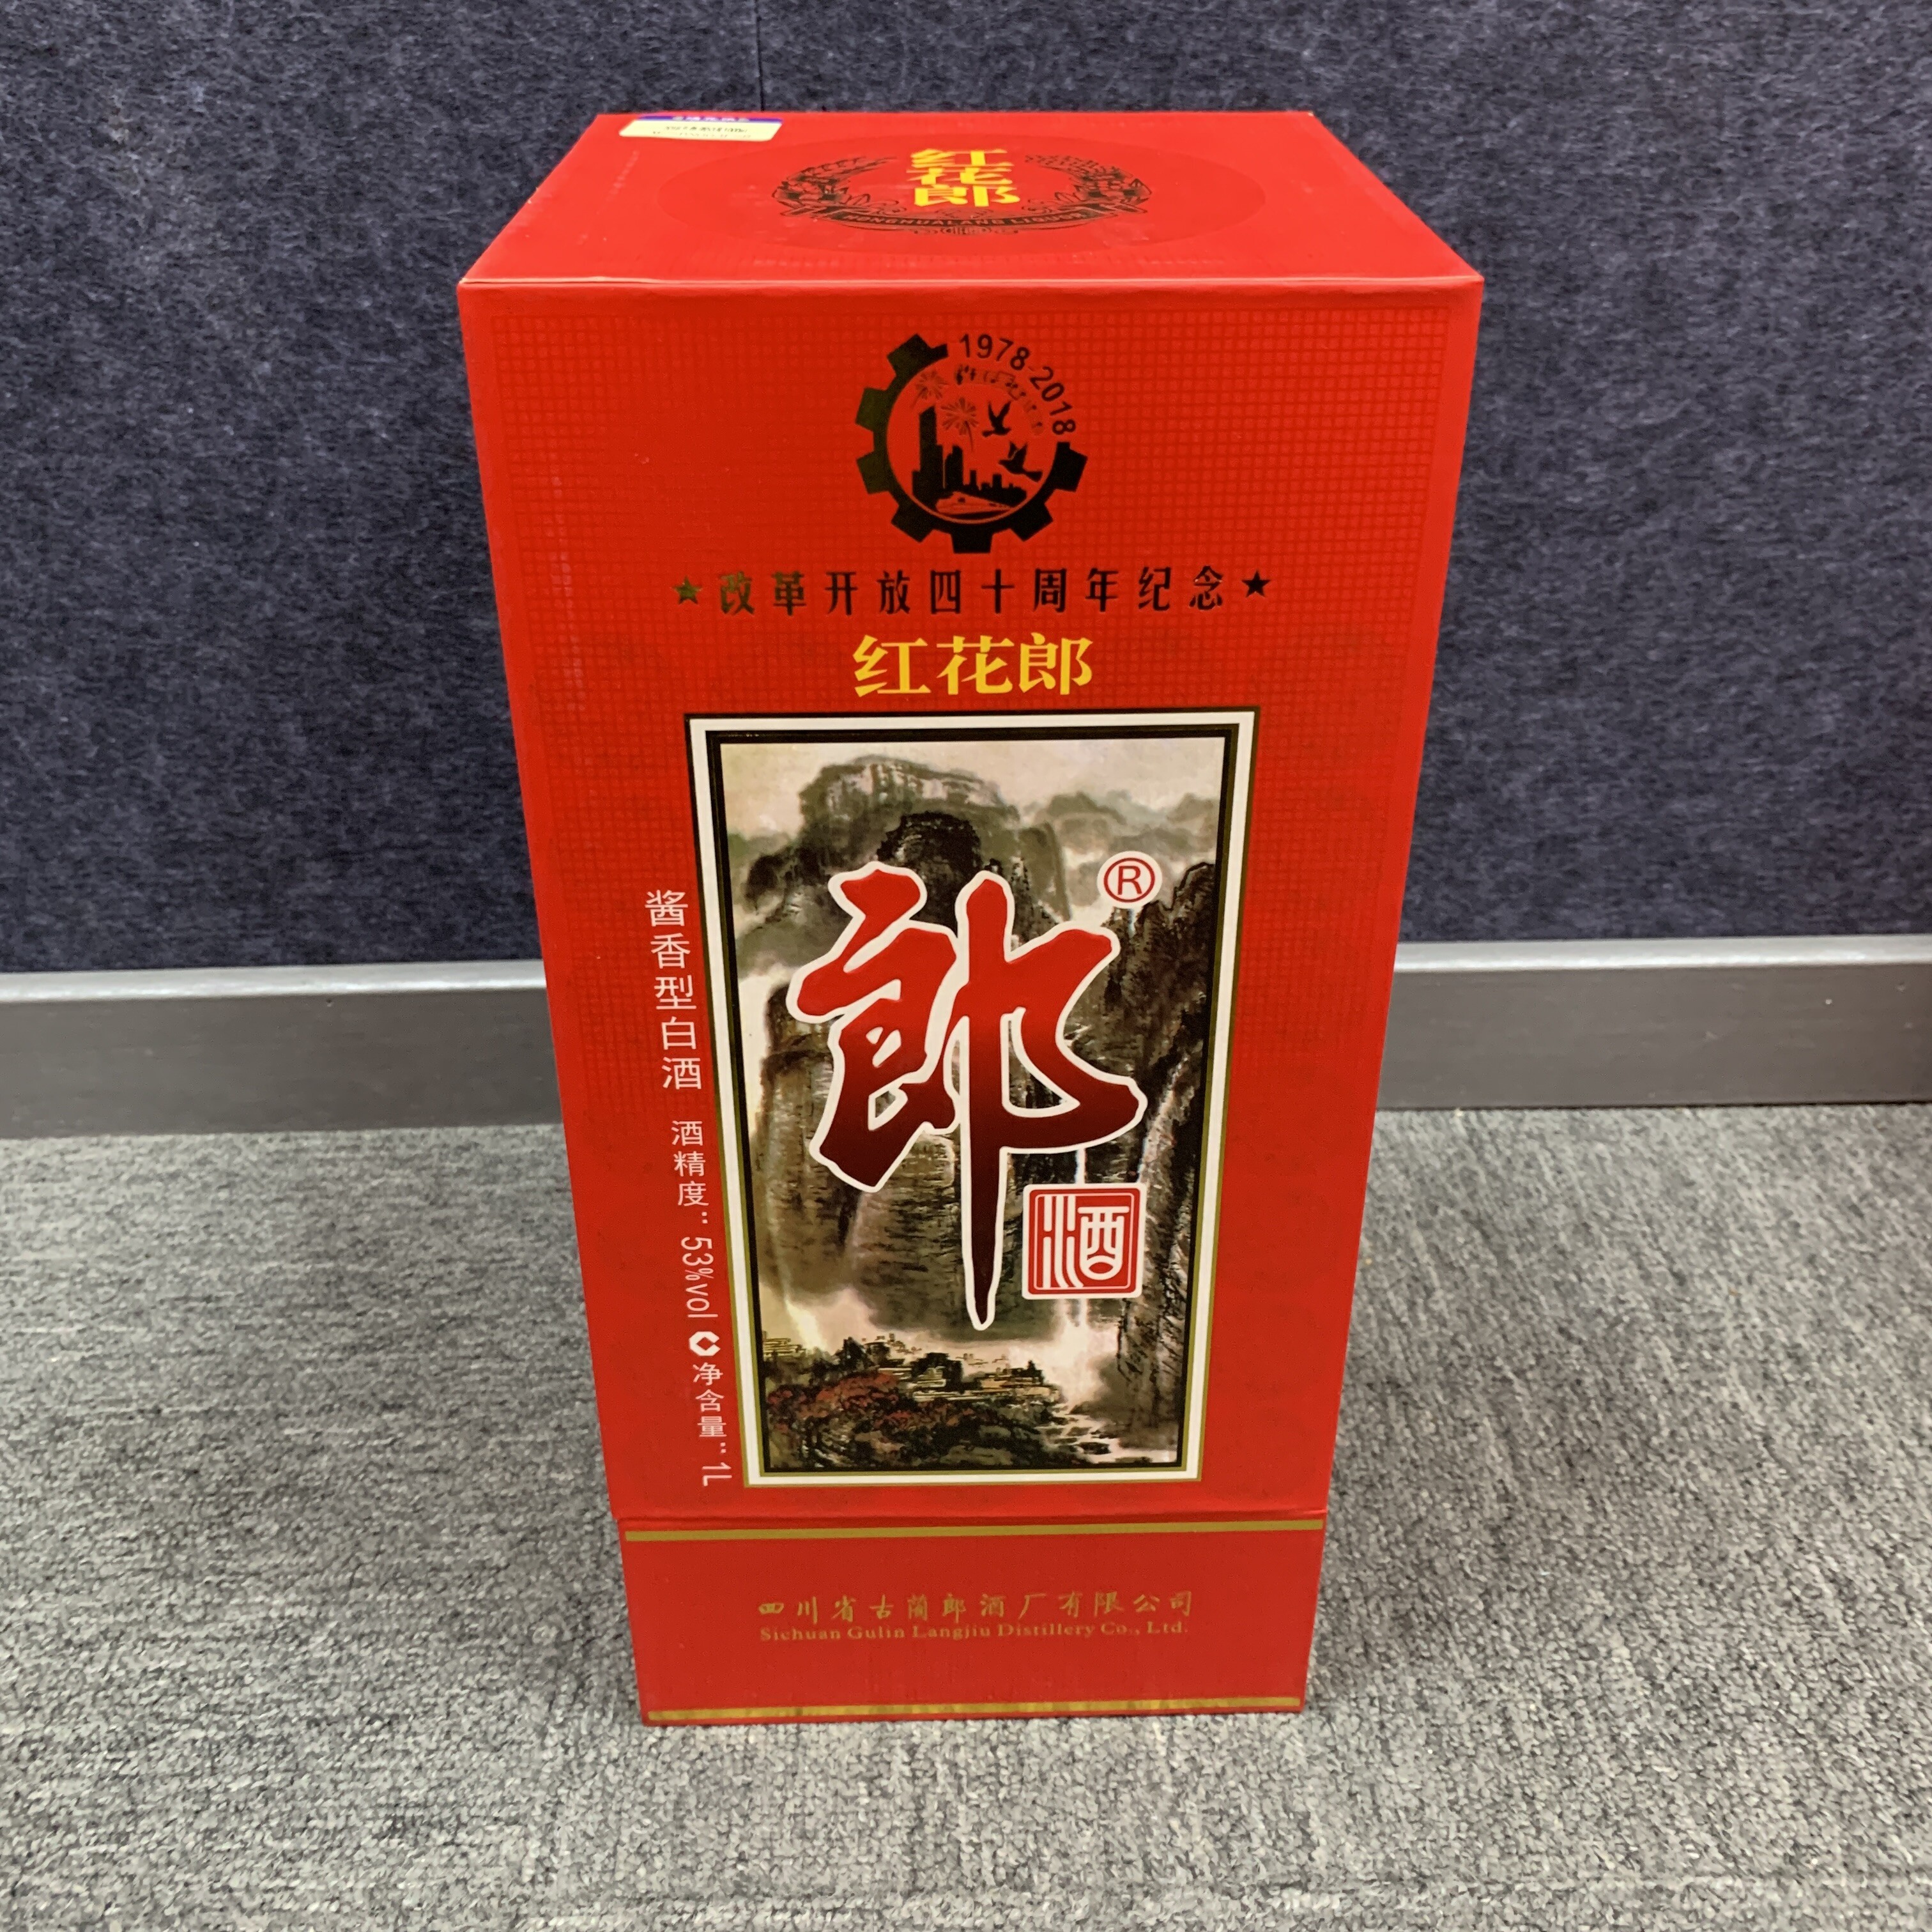 红花郎
HONGHUALANG LIQUOR
1978-2018
★改革开放四十周年纪念★
红花郎
郎®
酒
酱香型白酒 酒精度:53%vol 净含量:1L
四川省古蔺郎酒厂有限公司
Sichuan Gulin Langjiu Distillery Co., Ltd.